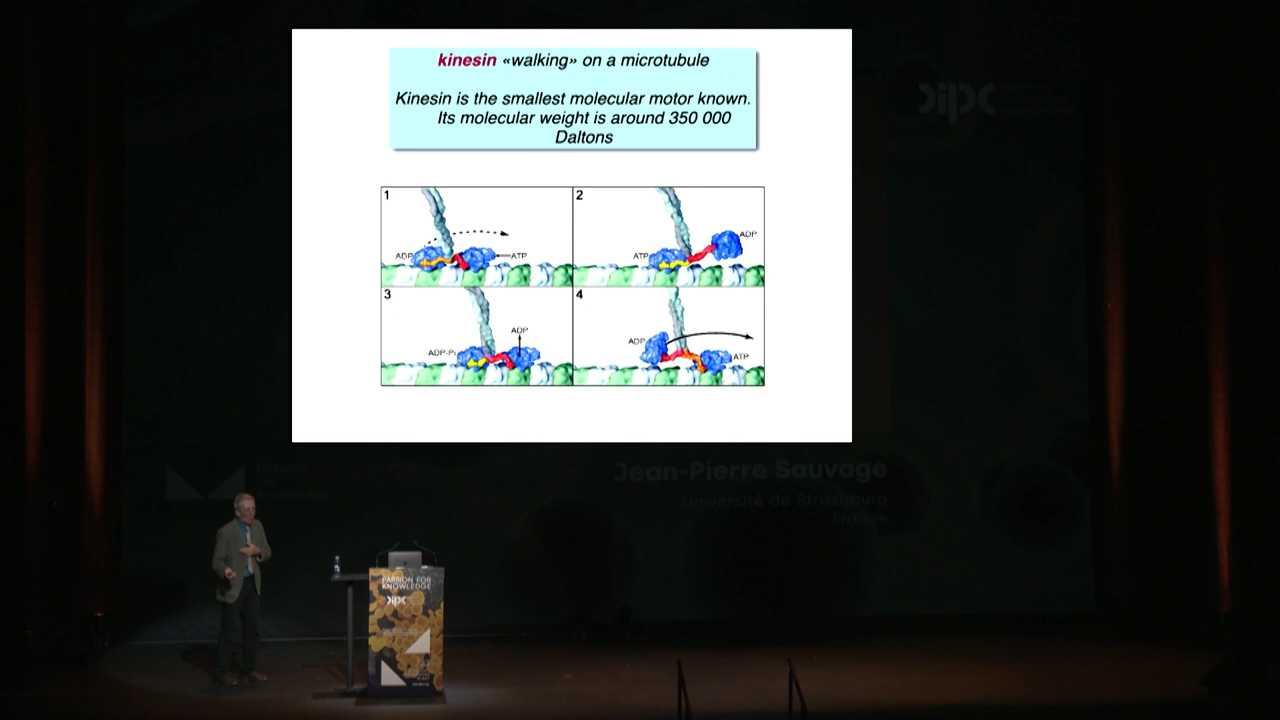 kinesin «walking» on a microtubule
Kinesin is the smallest molecular motor known.
Its molecular weight is around 350 000
Daltons
1
ADP
ATP
2
ADP
ATP
3
ADP
ADP-Pi
4
ADP
ATP
dipc
Jean-Pierre Sauvage
Université de Strasbourg
France
PASSION FOR
KNOWLEDGE
dipc